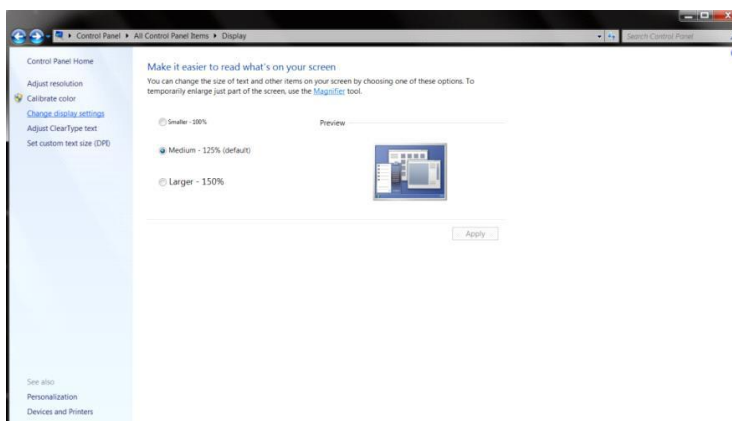 Control Panel ▸ All Control Panel Items ▸ Display
Search Control Panel
Control Panel Home
Adjust resolution
Calibrate color
Change display settings
Adjust ClearType text
Set custom text size (DPI)
Make it easier to read what's on your screen
You can change the size of text and other items on your screen by choosing one of these options. To
temporarily enlarge just part of the screen, use the Magnifier tool.
Smaller - 100%
Preview
Medium - 125% (default)
Larger - 150%
Apply
See also
Personalization
Devices and Printers